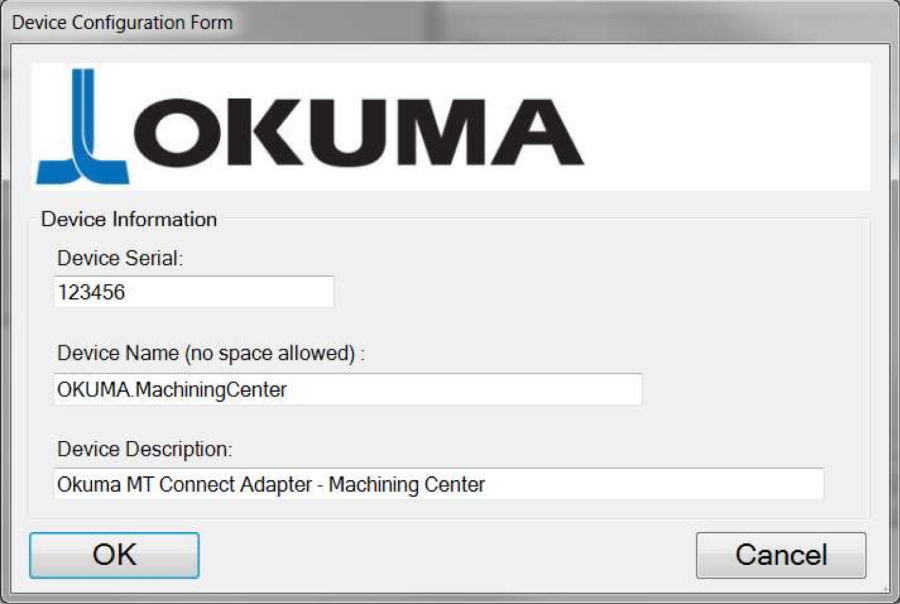 Device Configuration Form
OKUMA
Device Information
Device Serial:
123456
Device Name (no space allowed) :
OKUMA.MachiningCenter
Device Description:
Okuma MT Connect Adapter - Machining Center
OK
Cancel